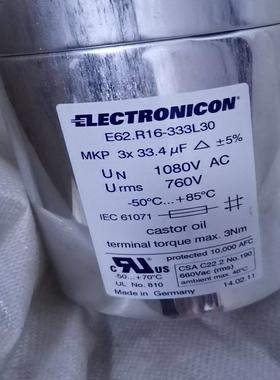 ELECTRONICON®
E62.R16-333L30
MKP 3x 33.4 µF △ ±5%
UN 1080V AC
Urms 760V
-50°C...+85°C
IEC 61071
castor oil
terminal torque max. 3Nm
protected 10,000 AFC
c UR us
CSA C22.2 No.190
660Vac (rms)
-50...+70°C
ambient max. 40°C
UL No. 810
14.02.11
Made in Germany